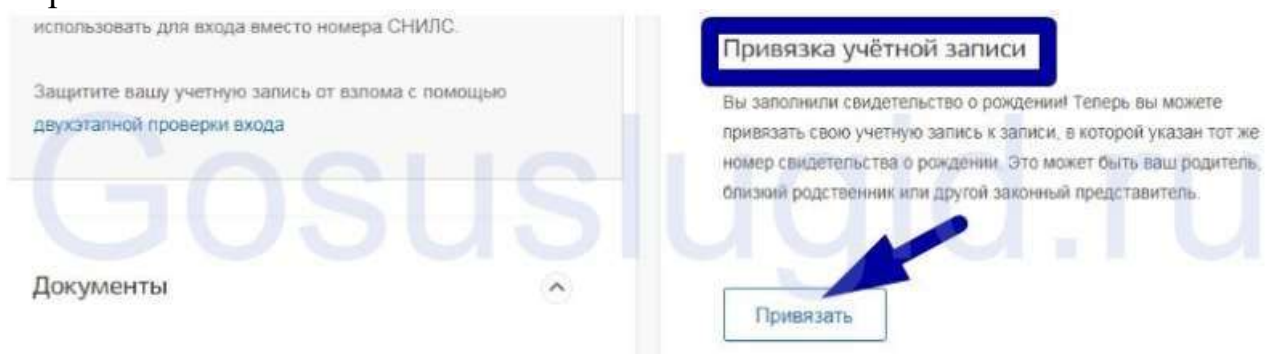 использовать для входа вместо номера СНИЛС.
Защитите вашу учетную запись от взлома с помощью
двухэтапной проверки входа
Документы
Привязка учётной записи
Вы заполнили свидетельство о рождении! Теперь вы можете
привязать свою учетную запись к записи, в которой указан тот же
номер свидетельства о рождении. Это может быть ваш родитель,
близкий родственник или другой законный представитель.
Привязать
Gosuslugid.ru